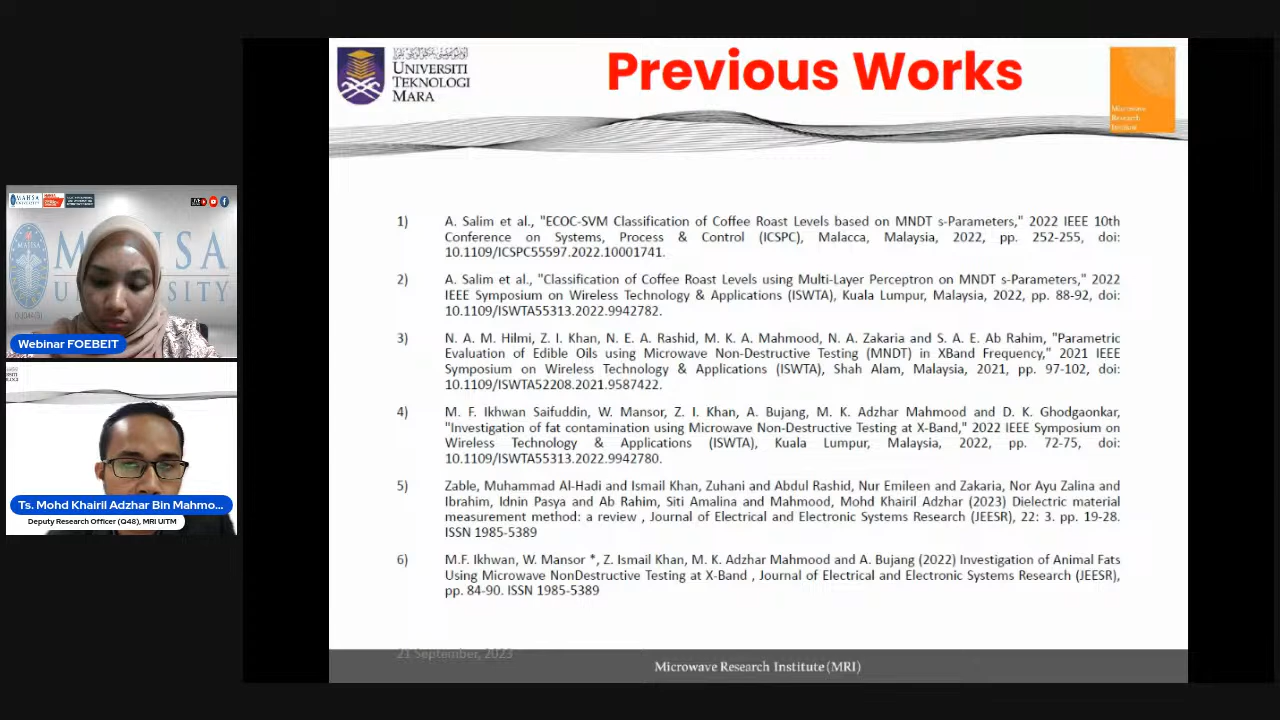 UNIVERSITI
TEKNOLOGI
MARA
Previous Works
Microwave
Research
Institute
1) A. Salim et al., "ECOC-SVM Classification of Coffee Roast Levels based on MNDT s-Parameters," 2022 IEEE 10th
Conference on Systems, Process & Control (ICSPC), Malacca, Malaysia, 2022, pp. 252-255, doi:
10.1109/ICSPC55597.2022.10001741.
2) A. Salim et al., "Classification of Coffee Roast Levels using Multi-Layer Perceptron on MNDT s-Parameters," 2022
IEEE Symposium on Wireless Technology & Applications (ISWTA), Kuala Lumpur, Malaysia, 2022, pp. 88-92, doi:
10.1109/ISWTA55313.2022.9942782.
3) N. A. M. Hilmi, Z. I. Khan, N. E. A. Rashid, M. K. A. Mahmood, N. A. Zakaria and S. A. E. Ab Rahim, "Parametric
Evaluation of Edible Oils using Microwave Non-Destructive Testing (MNDT) in XBand Frequency," 2021 IEEE
Symposium on Wireless Technology & Applications (ISWTA), Shah Alam, Malaysia, 2021, pp. 97-102, doi:
10.1109/ISWTA52208.2021.9587422.
4) M. F. Ikhwan Saifuddin, W. Mansor, Z. I. Khan, A. Bujang, M. K. Adzhar Mahmood and D. K. Ghodgaonkar,
"Investigation of fat contamination using Microwave Non-Destructive Testing at X-Band," 2022 IEEE Symposium on
Wireless Technology & Applications (ISWTA), Kuala Lumpur, Malaysia, 2022, pp. 72-75, doi:
10.1109/ISWTA55313.2022.9942780.
5) Zable, Muhammad Al-Hadi and Ismail Khan, Zuhani and Abdul Rashid, Nur Emileen and Zakaria, Nor Ayu Zalina and
Ibrahim, Idnin Pasya and Ab Rahim, Siti Amalina and Mahmood, Mohd Khairil Adzhar (2023) Dielectric material
measurement method: a review , Journal of Electrical and Electronic Systems Research (JEESR), 22: 3. pp. 19-28.
ISSN 1985-5389
6) M.F. Ikhwan, W. Mansor *, Z. Ismail Khan, M. K. Adzhar Mahmood and A. Bujang (2022) Investigation of Animal Fats
Using Microwave NonDestructive Testing at X-Band , Journal of Electrical and Electronic Systems Research (JEESR),
pp. 84-90. ISSN 1985-5389
21 September, 2023
Microwave Research Institute (MRI)
MAHSA
UNIVERSITY
Webinar FOEBEIT
Ts. Mohd Khairil Adzhar Bin Mahmo...
Deputy Research Officer (Q48), MRI UITM